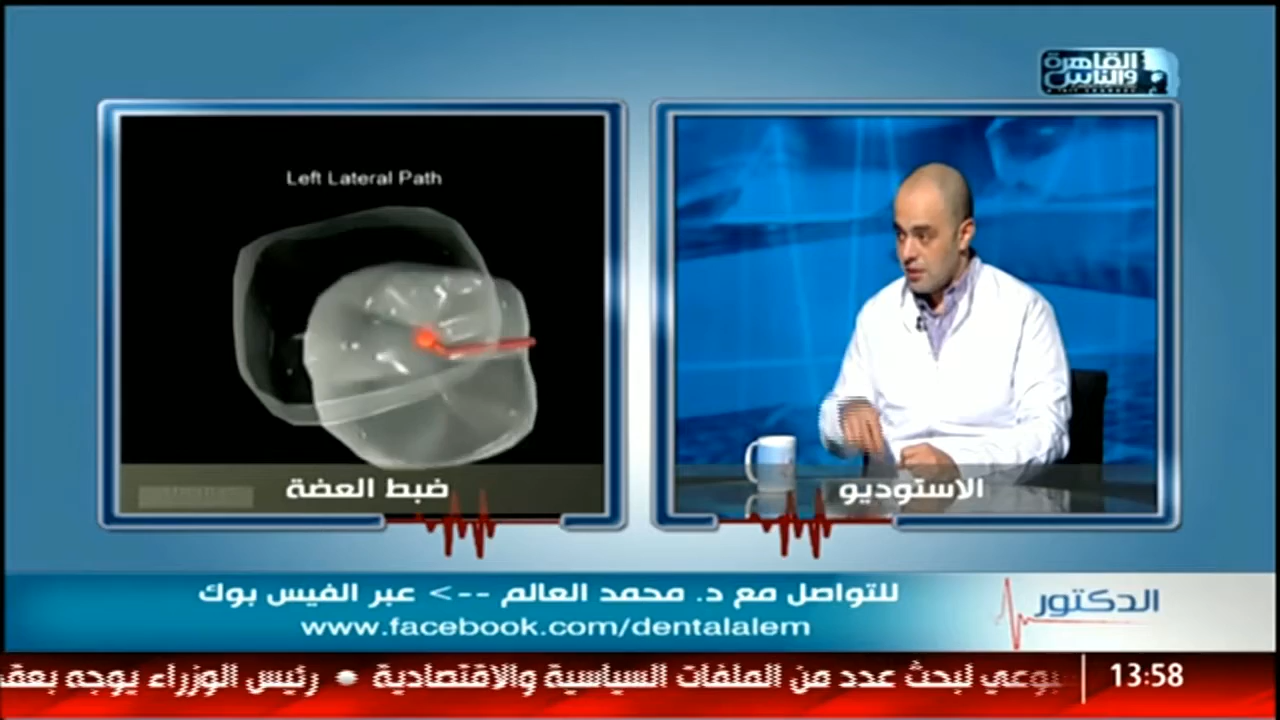 القاهرة
والناس
Left Lateral Path
ضبط العضة
الاستوديو
للتواصل مع د. محمد العالم --> عبر الفيس بوك
www.facebook.com/dentalalem
الدكتور
لبحث عدد من الملفات السياسية والاقتصادية • رئيس الوزراء يوجه
13:58